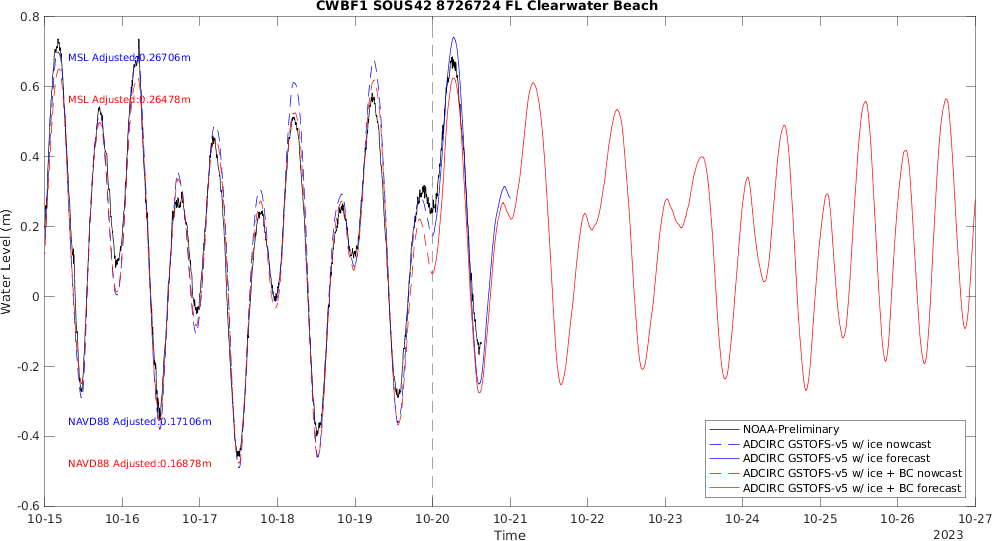 CWBF1 SOUS42 8726724 FL Clearwater Beach
0.8
0.6
0.4
0.2
0
-0.2
-0.4
-0.6
Water Level (m)
MSL Adjusted:0.26706m
MSL Adjusted:0.26478m
NAVD88 Adjusted:0.17106m
NAVD88 Adjusted:0.16878m
NOAA-Preliminary
ADCIRC GSTOFS-v5 w/ ice nowcast
ADCIRC GSTOFS-v5 w/ ice forecast
ADCIRC GSTOFS-v5 w/ ice + BC nowcast
ADCIRC GSTOFS-v5 w/ ice + BC forecast
10-15 10-16 10-17 10-18 10-19 10-20 10-21 10-22 10-23 10-24 10-25 10-26 10-27
Time
2023